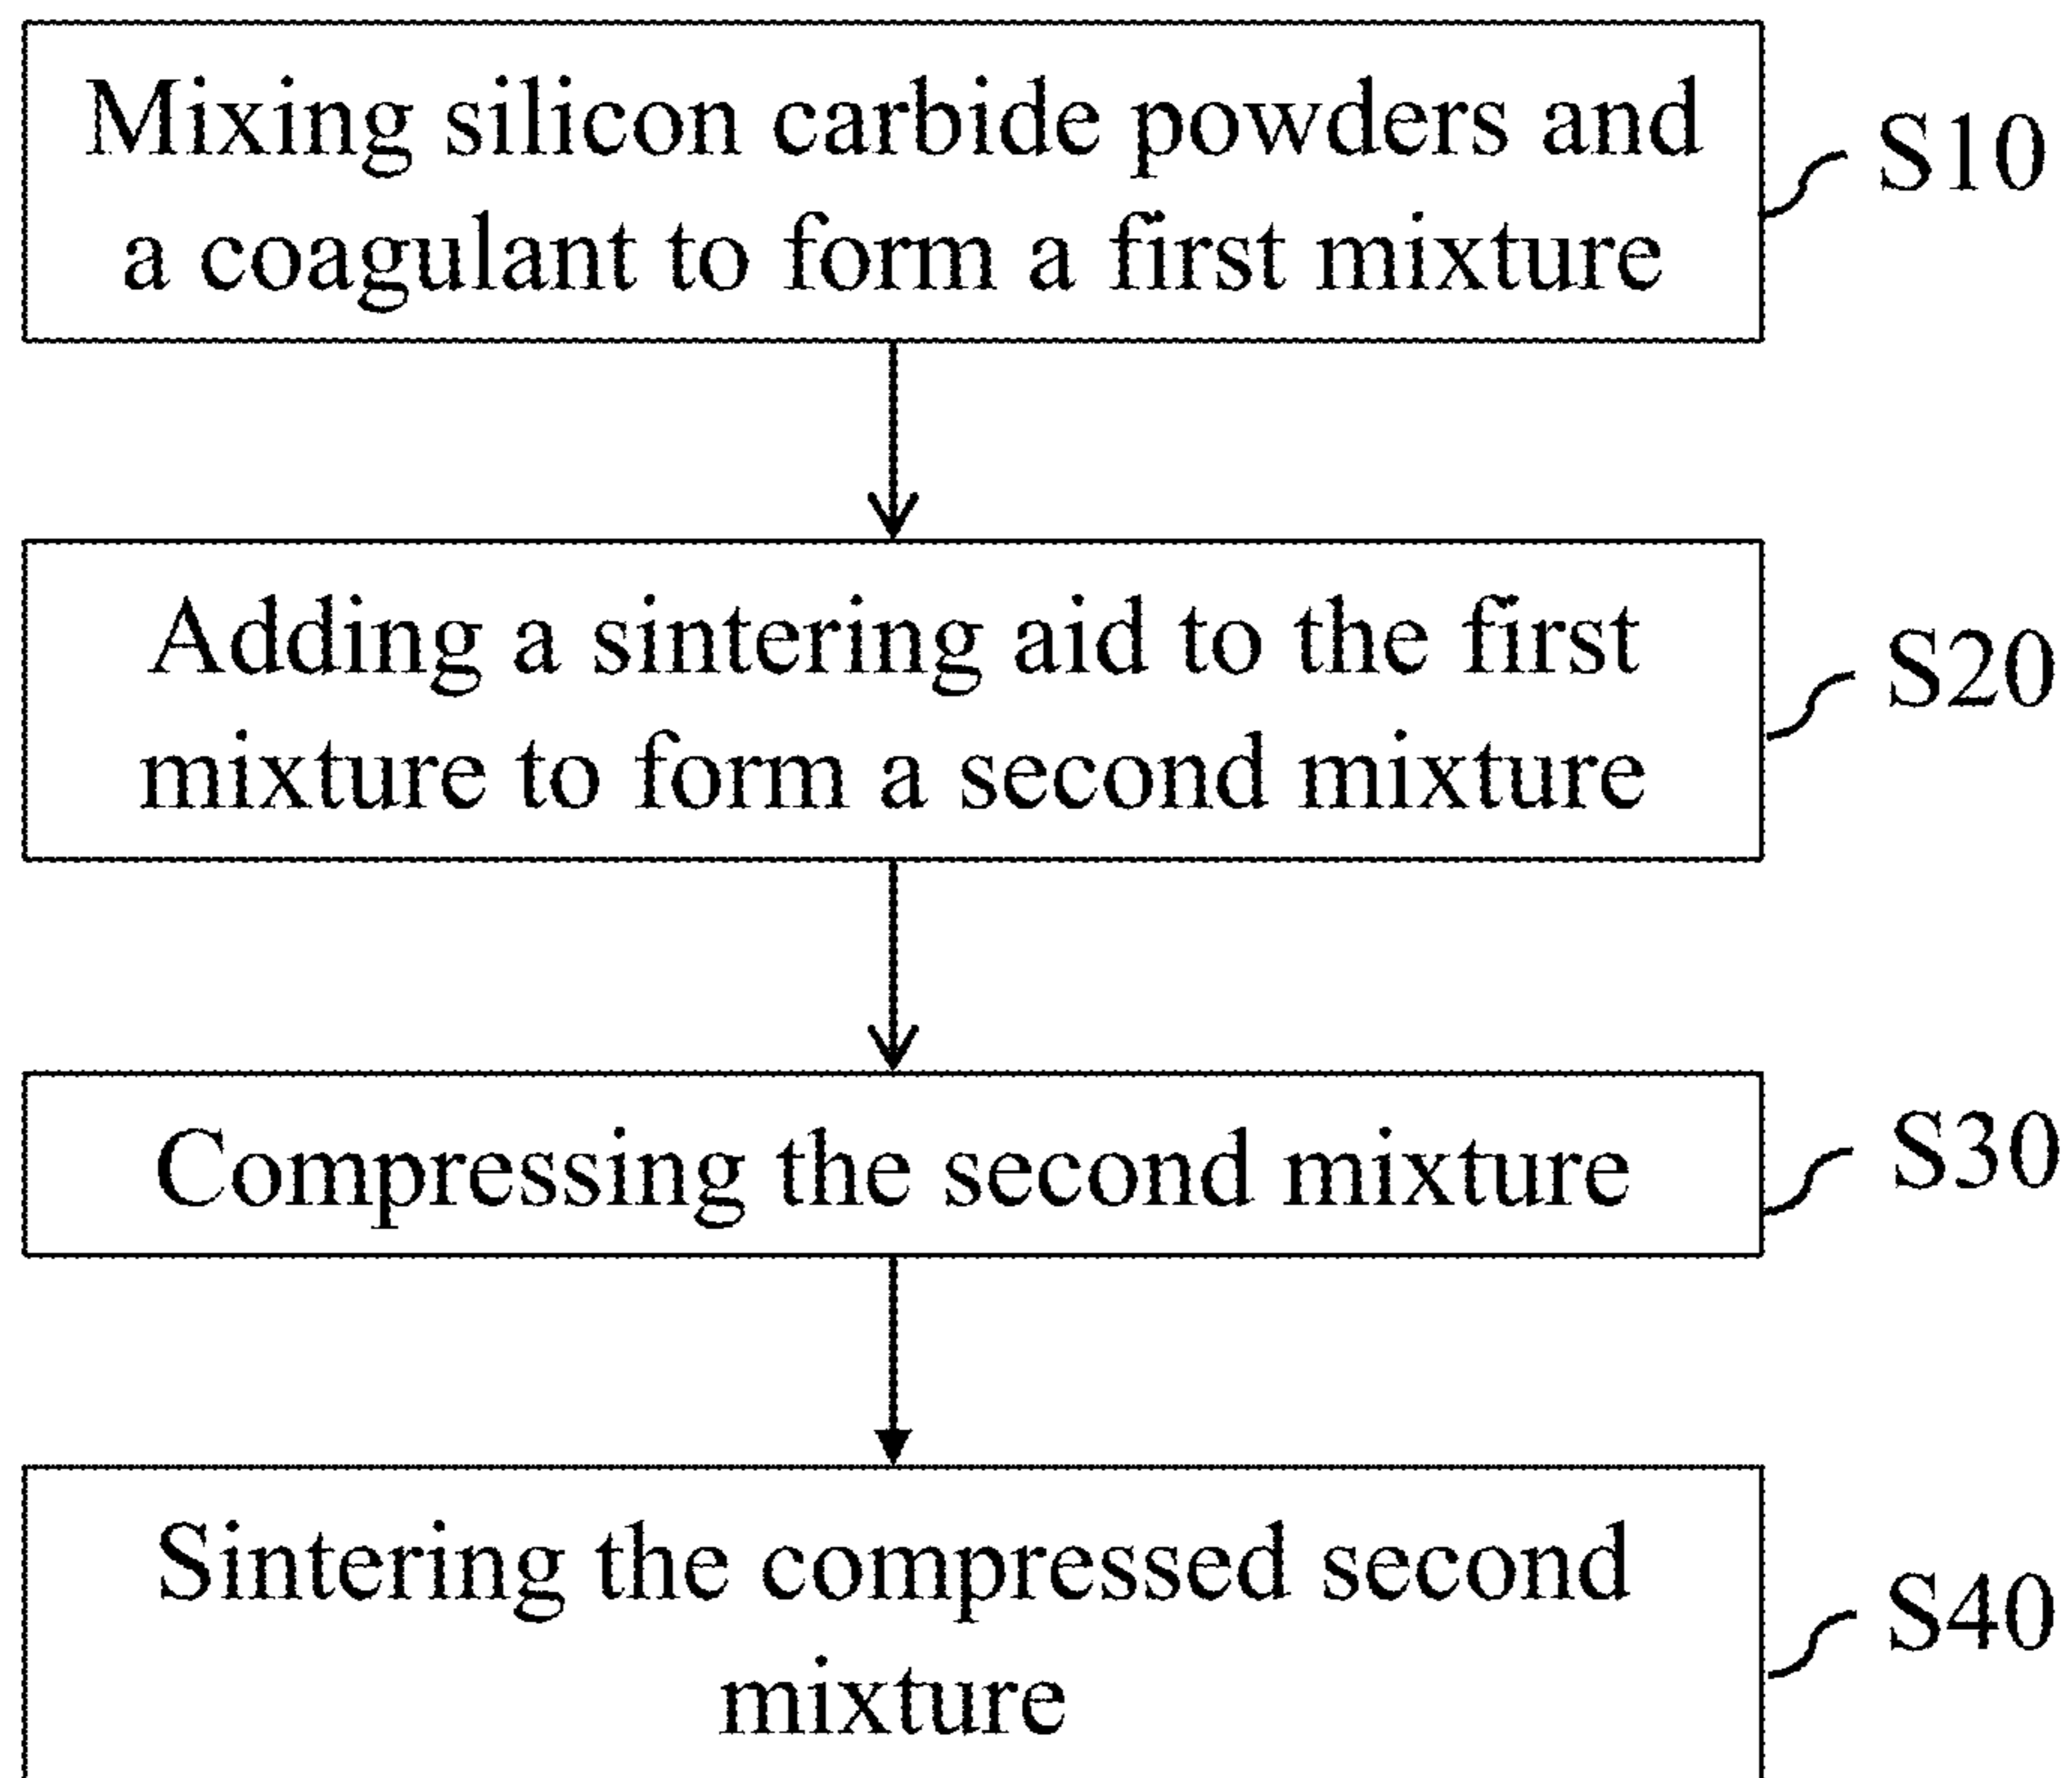 Mixing silicon carbide powders and
a coagulant to form a first mixture
S10
Adding a sintering aid to the first
mixture to form a second mixture
S20
Compressing the second mixture
S30
Sintering the compressed second
mixture
S40